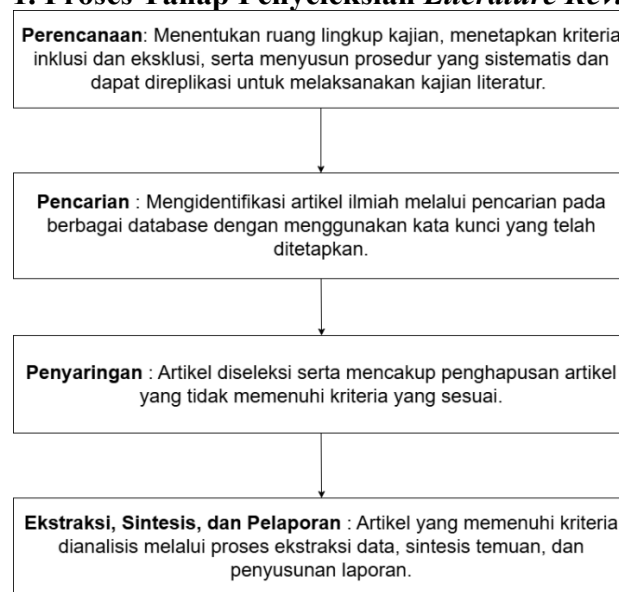 1. Proses Tahap Penyeleksian Literature Rev
Perencanaan: Menentukan ruang lingkup kajian, menetapkan kriteria
inklusi dan eksklusi, serta menyusun prosedur yang sistematis dan
dapat direplikasi untuk melaksanakan kajian literatur.
Pencarian : Mengidentifikasi artikel ilmiah melalui pencarian pada
berbagai database dengan menggunakan kata kunci yang telah
ditetapkan.
Penyaringan : Artikel diseleksi serta mencakup penghapusan artikel
yang tidak memenuhi kriteria yang sesuai.
Ekstraksi, Sintesis, dan Pelaporan : Artikel yang memenuhi kriteria
dianalisis melalui proses ekstraksi data, sintesis temuan, dan
penyusunan laporan.